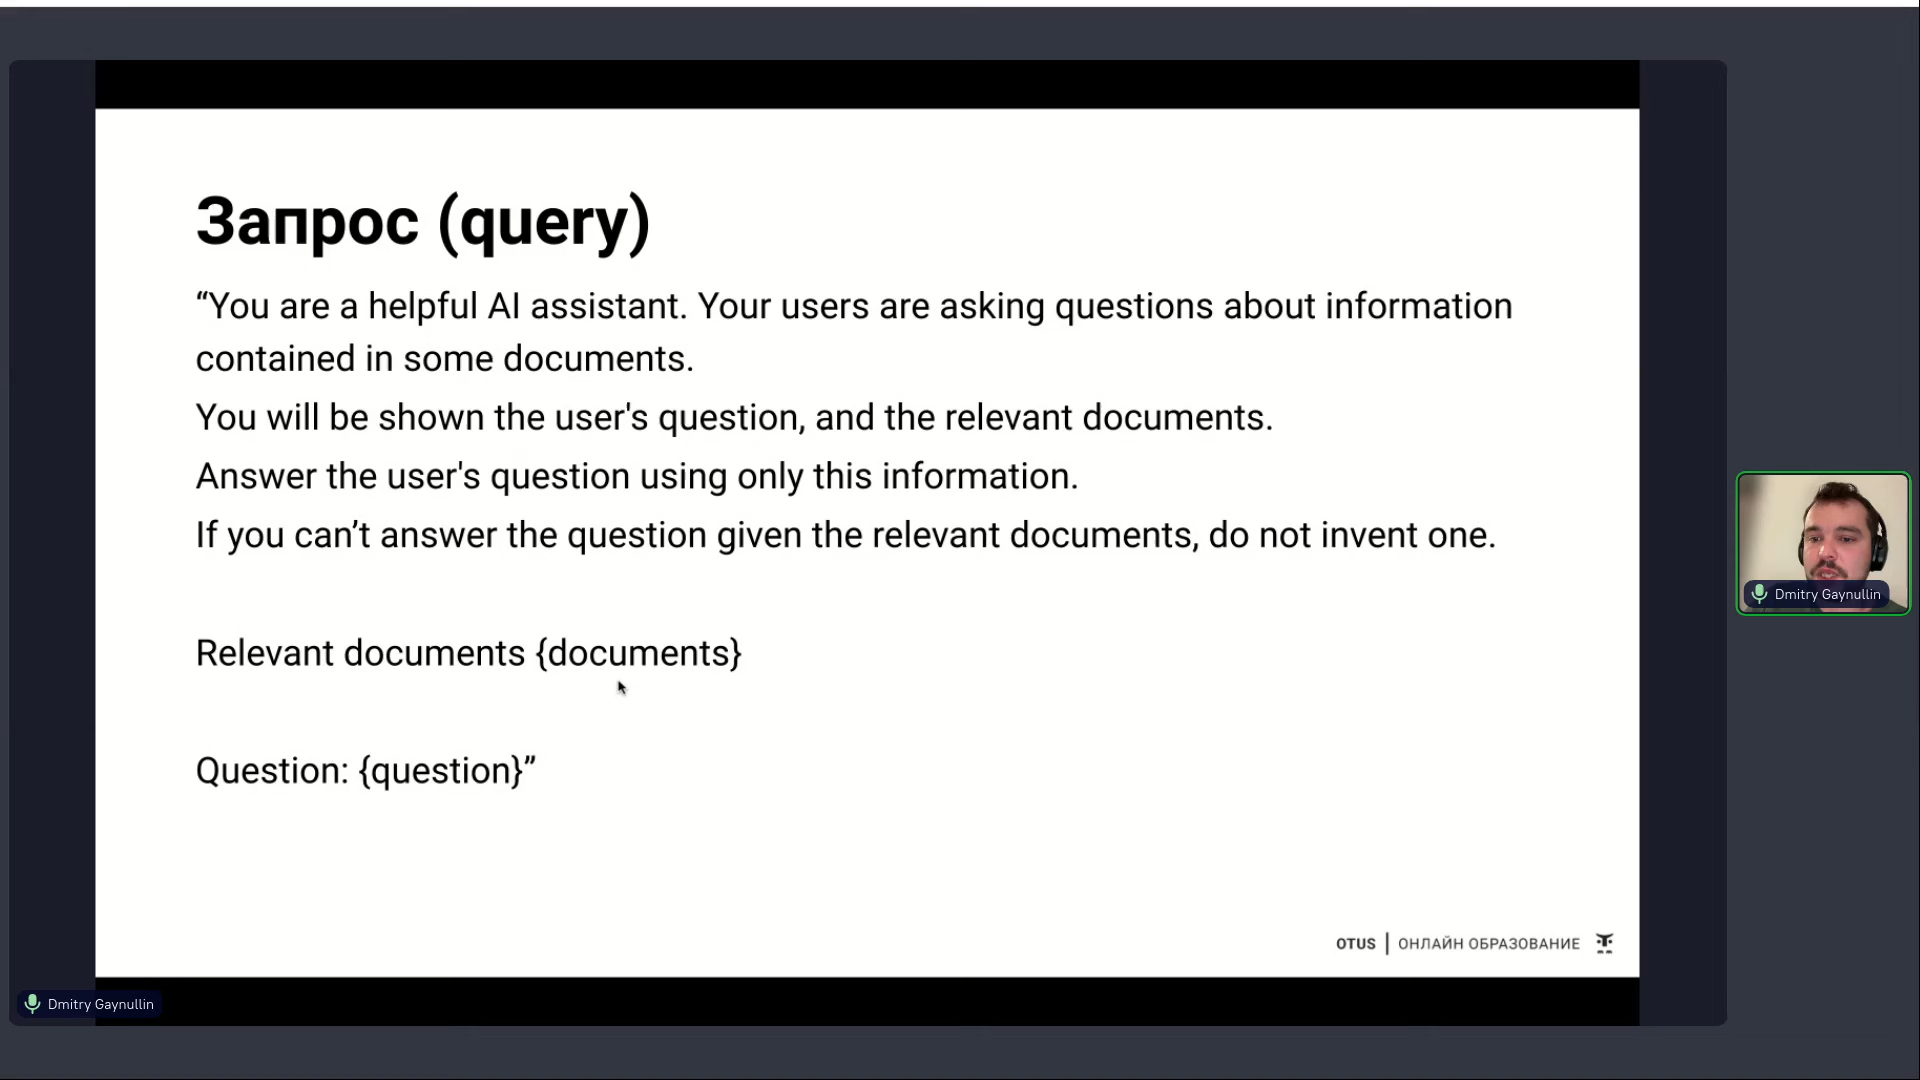 Запрос (query)
“You are a helpful AI assistant. Your users are asking questions about information
contained in some documents.
You will be shown the user's question, and the relevant documents.
Answer the user's question using only this information.
If you can’t answer the question given the relevant documents, do not invent one.
Relevant documents {documents}
Question: {question}”
OTUS | ОНЛАЙН ОБРАЗОВАНИЕ
Dmitry Gaynullin
Dmitry Gaynullin